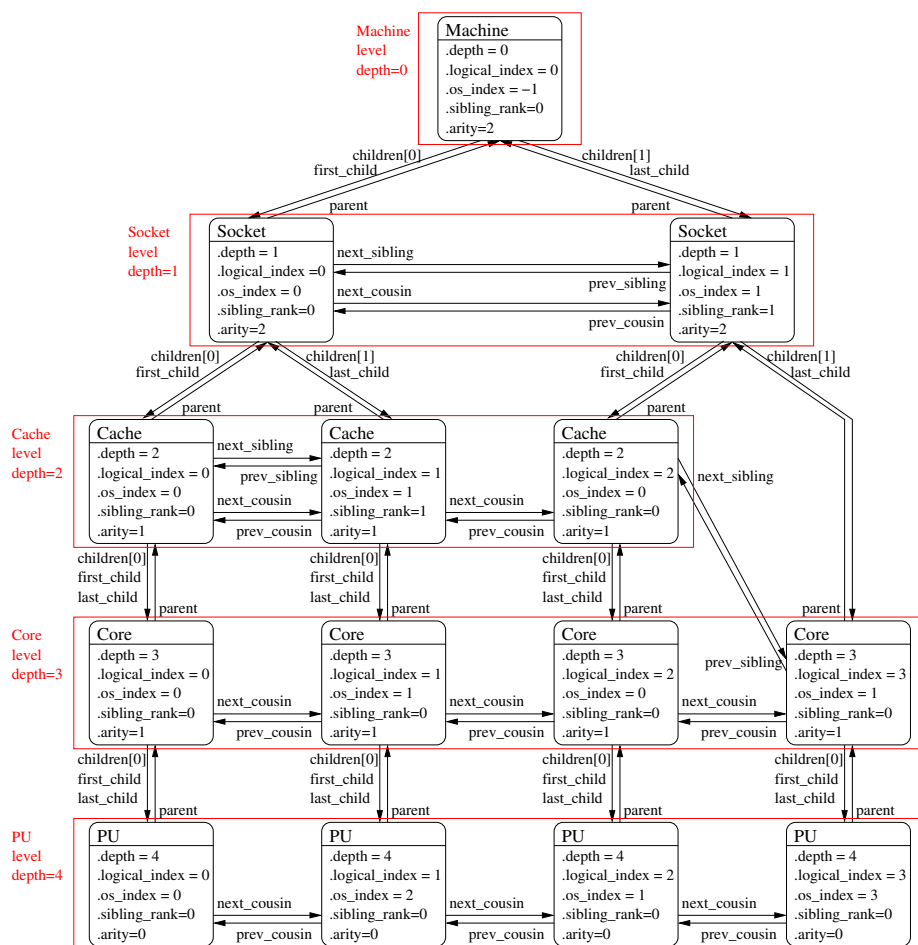 Machine
level
depth=0
Machine
.depth = 0
.logical_index = 0
.os_index = −1
.sibling_rank=0
.arity=2
children[0]
first_child
parent
children[1]
last_child
parent
Socket
level
depth=1
Socket
.depth = 1
.logical_index =0
.os_index = 0
.sibling_rank=0
.arity=2
next_sibling
prev_sibling
next_cousin
prev_cousin
Socket
.depth = 1
.logical_index = 1
.os_index = 1
.sibling_rank=1
.arity=2
children[0]
first_child
parent
children[1]
last_child
parent
children[0]
first_child
parent
children[1]
last_child
Cache
level
depth=2
Cache
.depth = 2
.logical_index = 0
.os_index = 0
.sibling_rank=0
.arity=1
next_sibling
prev_sibling
next_cousin
prev_cousin
Cache
.depth = 2
.logical_index = 1
.os_index = 1
.sibling_rank=1
.arity=1
next_cousin
prev_cousin
Cache
.depth = 2
.logical_index = 2
.os_index = 0
.sibling_rank=0
.arity=1
next_sibling
prev_sibling
children[0]
first_child
last_child
parent
children[0]
first_child
last_child
parent
children[0]
first_child
last_child
parent
parent
Core
level
depth=3
Core
.depth = 3
.logical_index = 0
.os_index = 0
.sibling_rank=0
.arity=1
next_cousin
prev_cousin
Core
.depth = 3
.logical_index = 1
.os_index = 1
.sibling_rank=0
.arity=1
next_cousin
prev_cousin
Core
.depth = 3
.logical_index = 2
.os_index = 0
.sibling_rank=0
.arity=1
next_cousin
prev_cousin
Core
.depth = 3
.logical_index = 3
.os_index = 1
.sibling_rank=0
.arity=1
children[0]
first_child
last_child
parent
children[0]
first_child
last_child
parent
children[0]
first_child
last_child
parent
children[0]
first_child
last_child
parent
PU
level
depth=4
PU
.depth = 4
.logical_index = 0
.os_index = 0
.sibling_rank=0
.arity=0
next_cousin
prev_cousin
PU
.depth = 4
.logical_index = 1
.os_index = 2
.sibling_rank=0
.arity=0
next_cousin
prev_cousin
PU
.depth = 4
.logical_index = 2
.os_index = 1
.sibling_rank=0
.arity=0
next_cousin
prev_cousin
PU
.depth = 4
.logical_index = 3
.os_index = 3
.sibling_rank=0
.arity=0